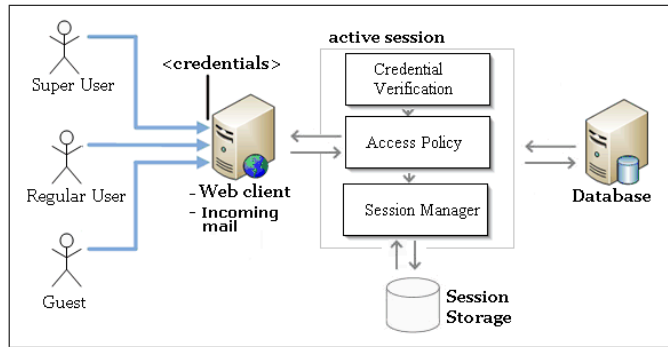 active session
<credentials>
Super User
Credential
Verification
Access Policy
Regular User
- Web client
- Incoming
mail
Session Manager
Database
Guest
Session
Storage